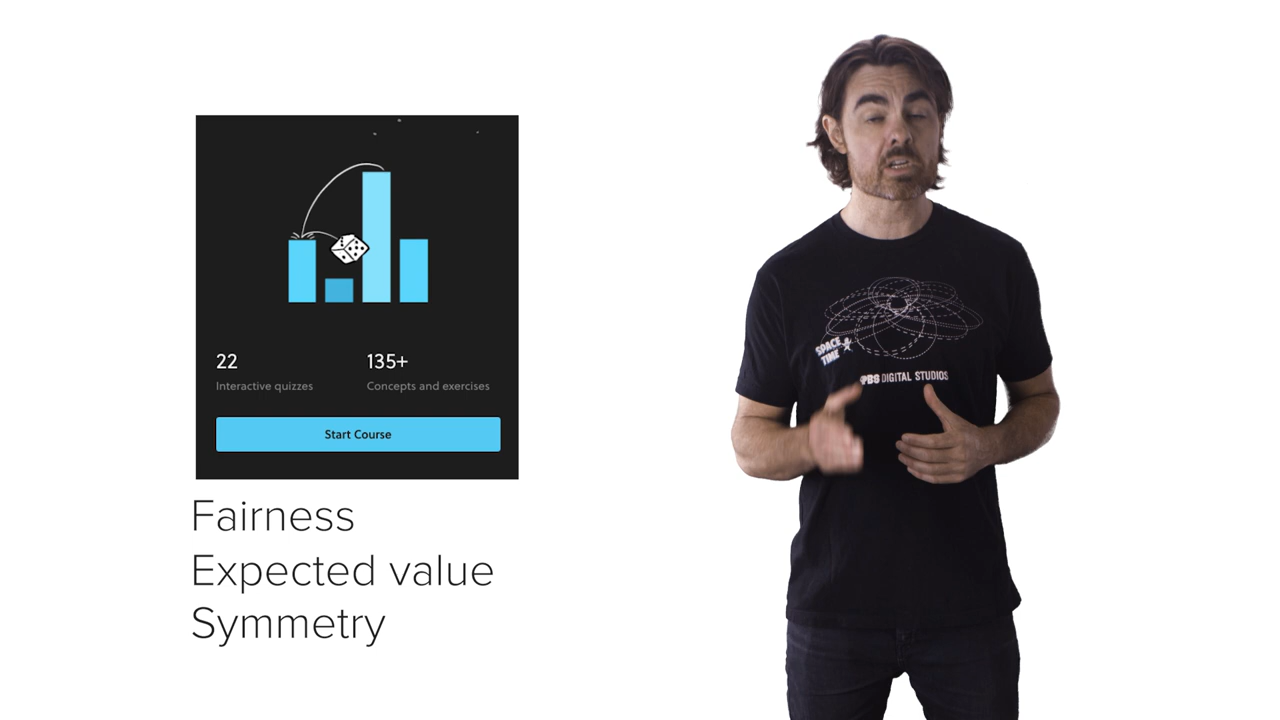 22
135+
Interactive quizzes
Concepts and exercises
Start Course
Fairness
Expected value
Symmetry
SPACE
TIME
PBS DIGITAL STUDIOS